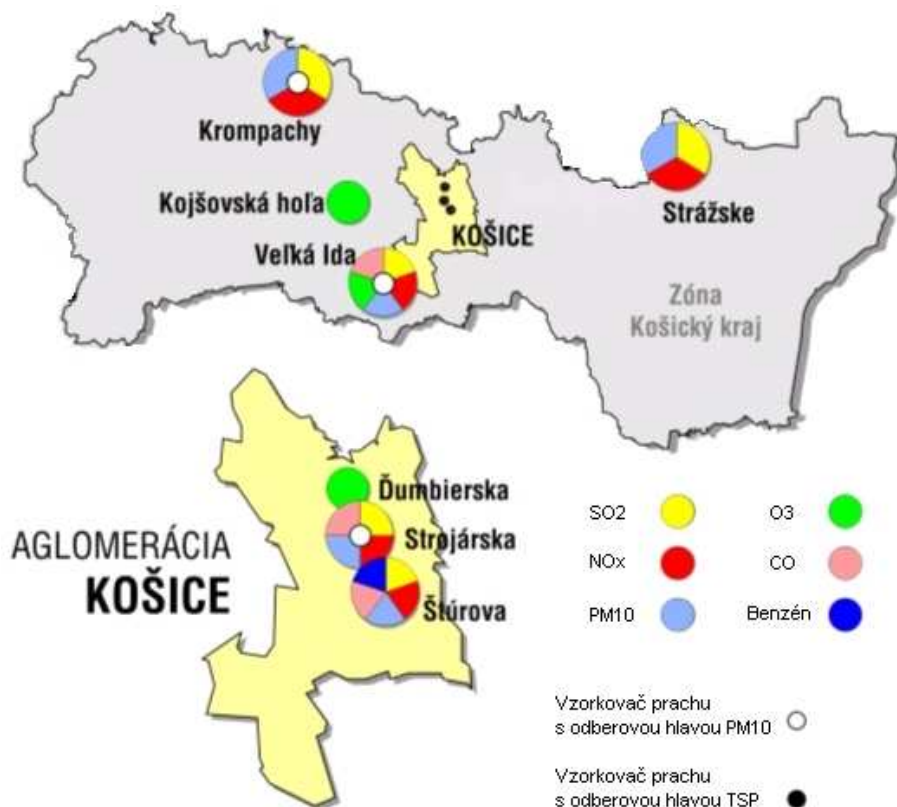 Krompachy
Kojšovská hoľa
Veľká Ida
KOŠICE
Strážske
Zóna
Košický kraj
AGLOMERÁCIA
KOŠICE
Ďumbierska
Strojárska
Štúrova
SO2
O3
NOx
CO
PM10
Benzén
Vzorkovač prachu
s odberovou hlavou PM10
Vzorkovač prachu
s odberovou hlavou TSP